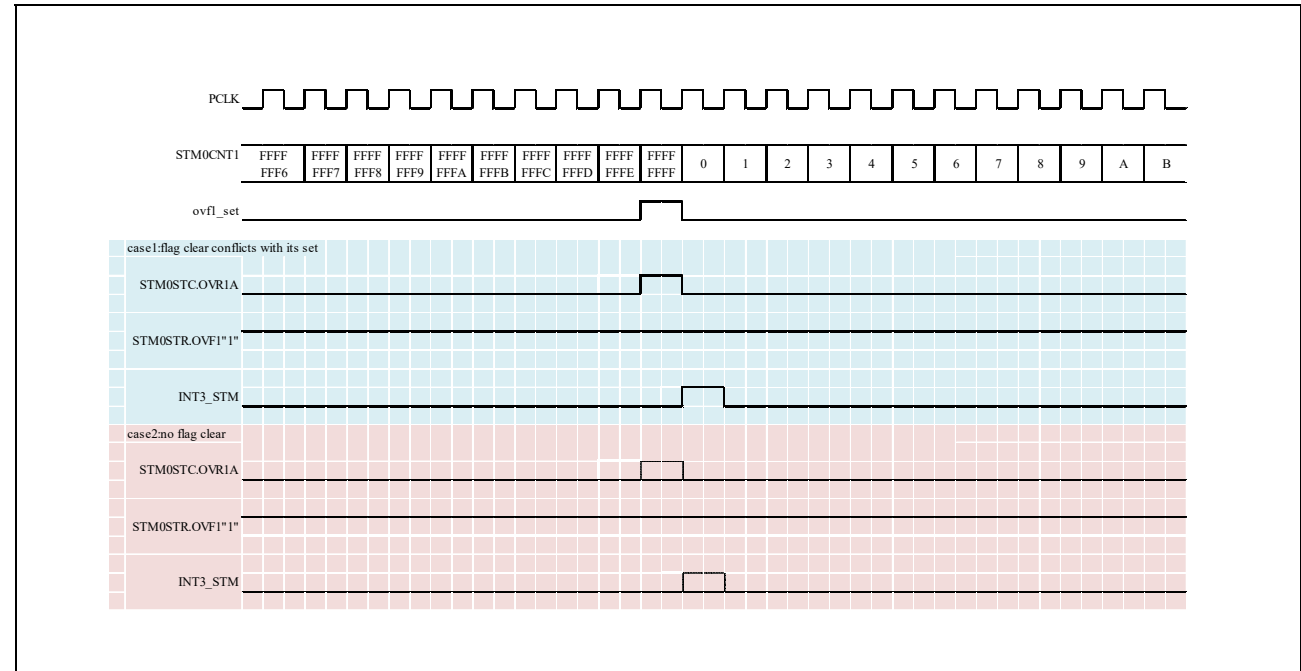 PCLK
STM0CNT1
FFFF FFFF FFFF FFFF FFFF FFFF FFFF FFFF FFFF FFFF
FFF6 FFF7 FFF8 FFF9 FFFA FFFB FFFC FFFD FFFE FFFF
0 1 2 3 4 5 6 7 8 9 A B
ovf1_set
case1:flag clear conflicts with its set
STM0STC.OVR1A
STM0STR.OVF1"1"
INT3_STM
case2:no flag clear
STM0STC.OVR1A
STM0STR.OVF1"1"
INT3_STM